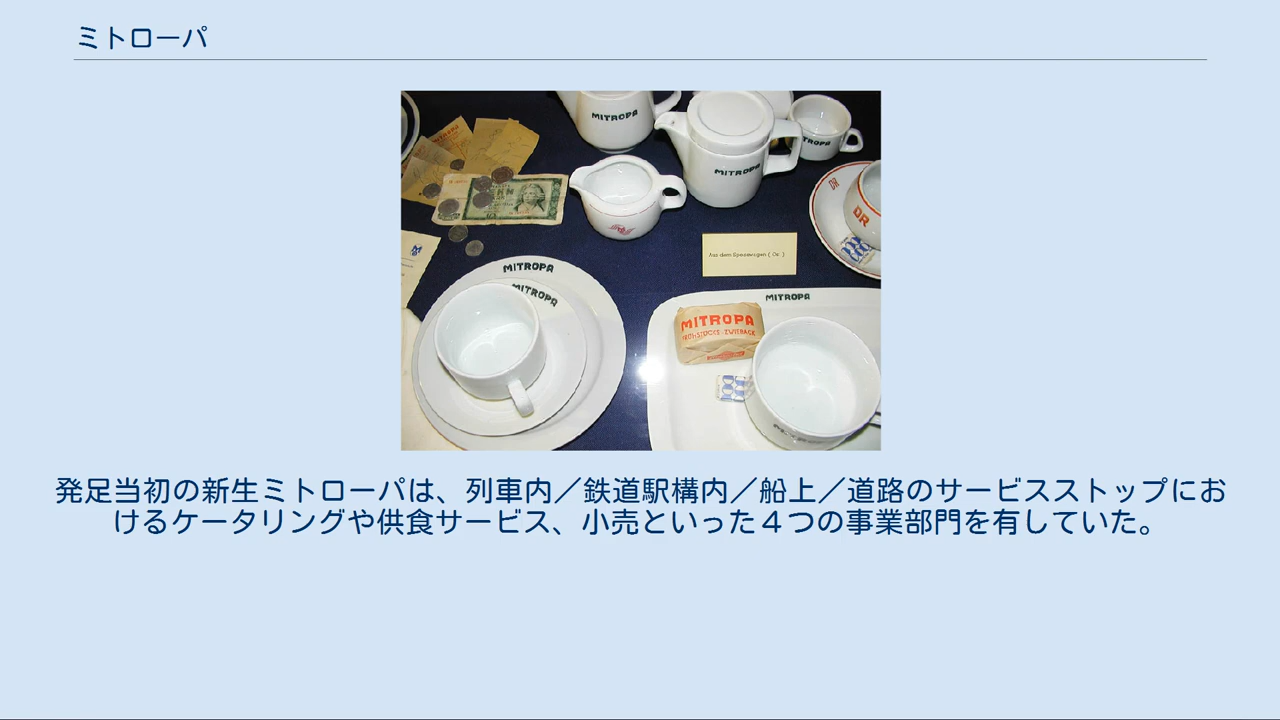 ミトローパ
MITROPA
MITROPA
MITROPA
DR
DR
Aus dem Speisewagen
MITROPA
MITROPA
MITROPA
MITROPA
発足当初の新生ミトローパは、列車内／鉄道駅構内／船上／道路のサービスストップにお
けるケータリングや供食サービス、小売といった４つの事業部門を有していた。